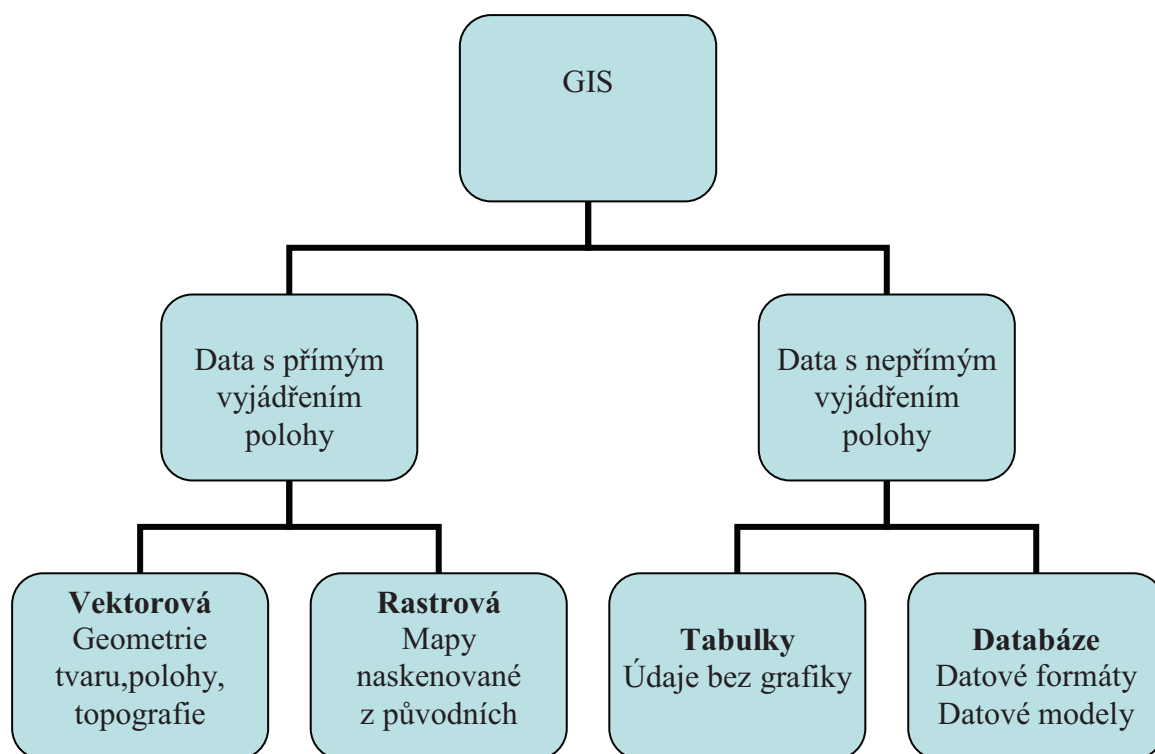 GIS
Data s přímým
vyjádřením
polohy
Data s nepřímým
vyjádřením
polohy
Vektorová
Geometrie
tvaru,polohy,
topografie
Rastrová
Mapy
naskenované
z původních
Tabulky
Údaje bez grafiky
Databáze
Datové formáty
Datové modely